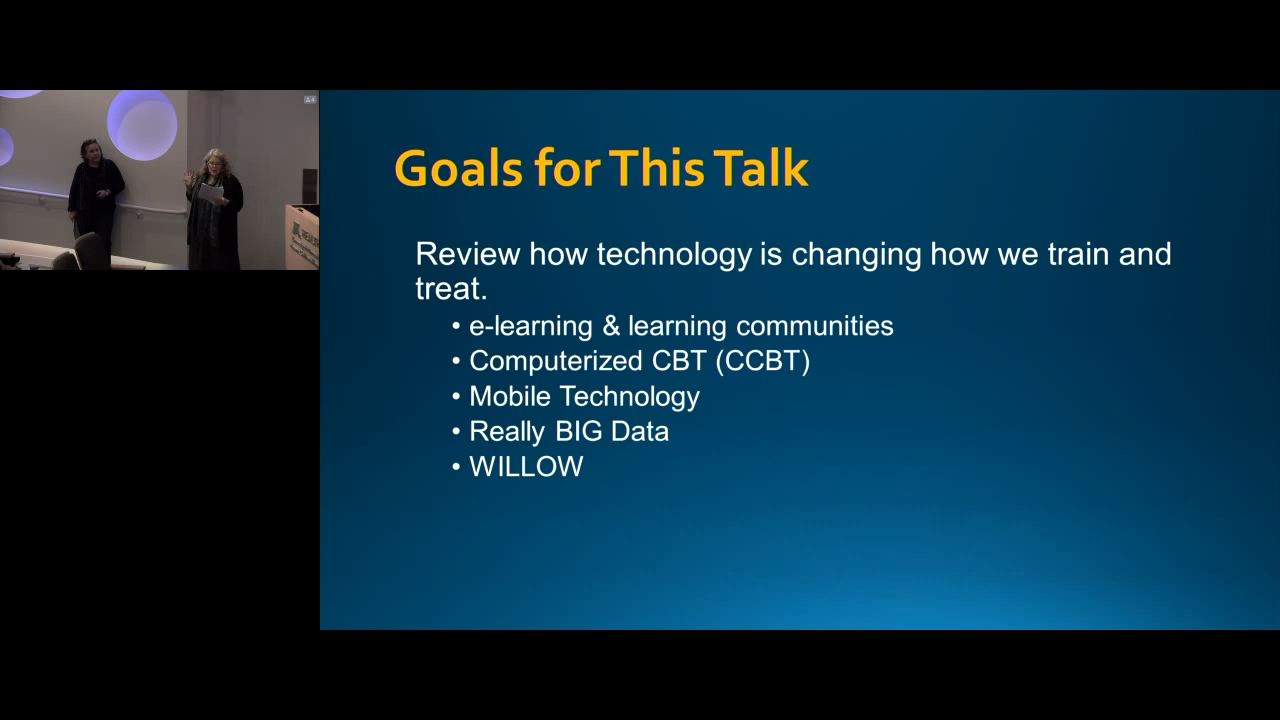 Goals for This Talk
Review how technology is changing how we train and
treat.
• e-learning & learning communities
• Computerized CBT (CCBT)
• Mobile Technology
• Really BIG Data
• WILLOW